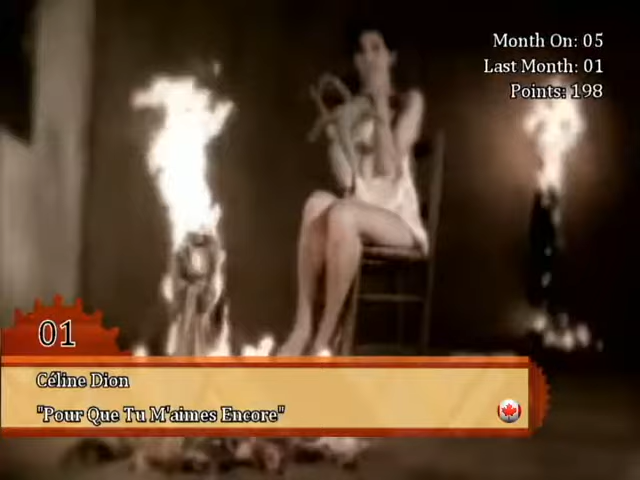 Month On: 05
Last Month: 01
Points: 198
01
Céline Dion
"Pour Que Tu M'aimes Encore"